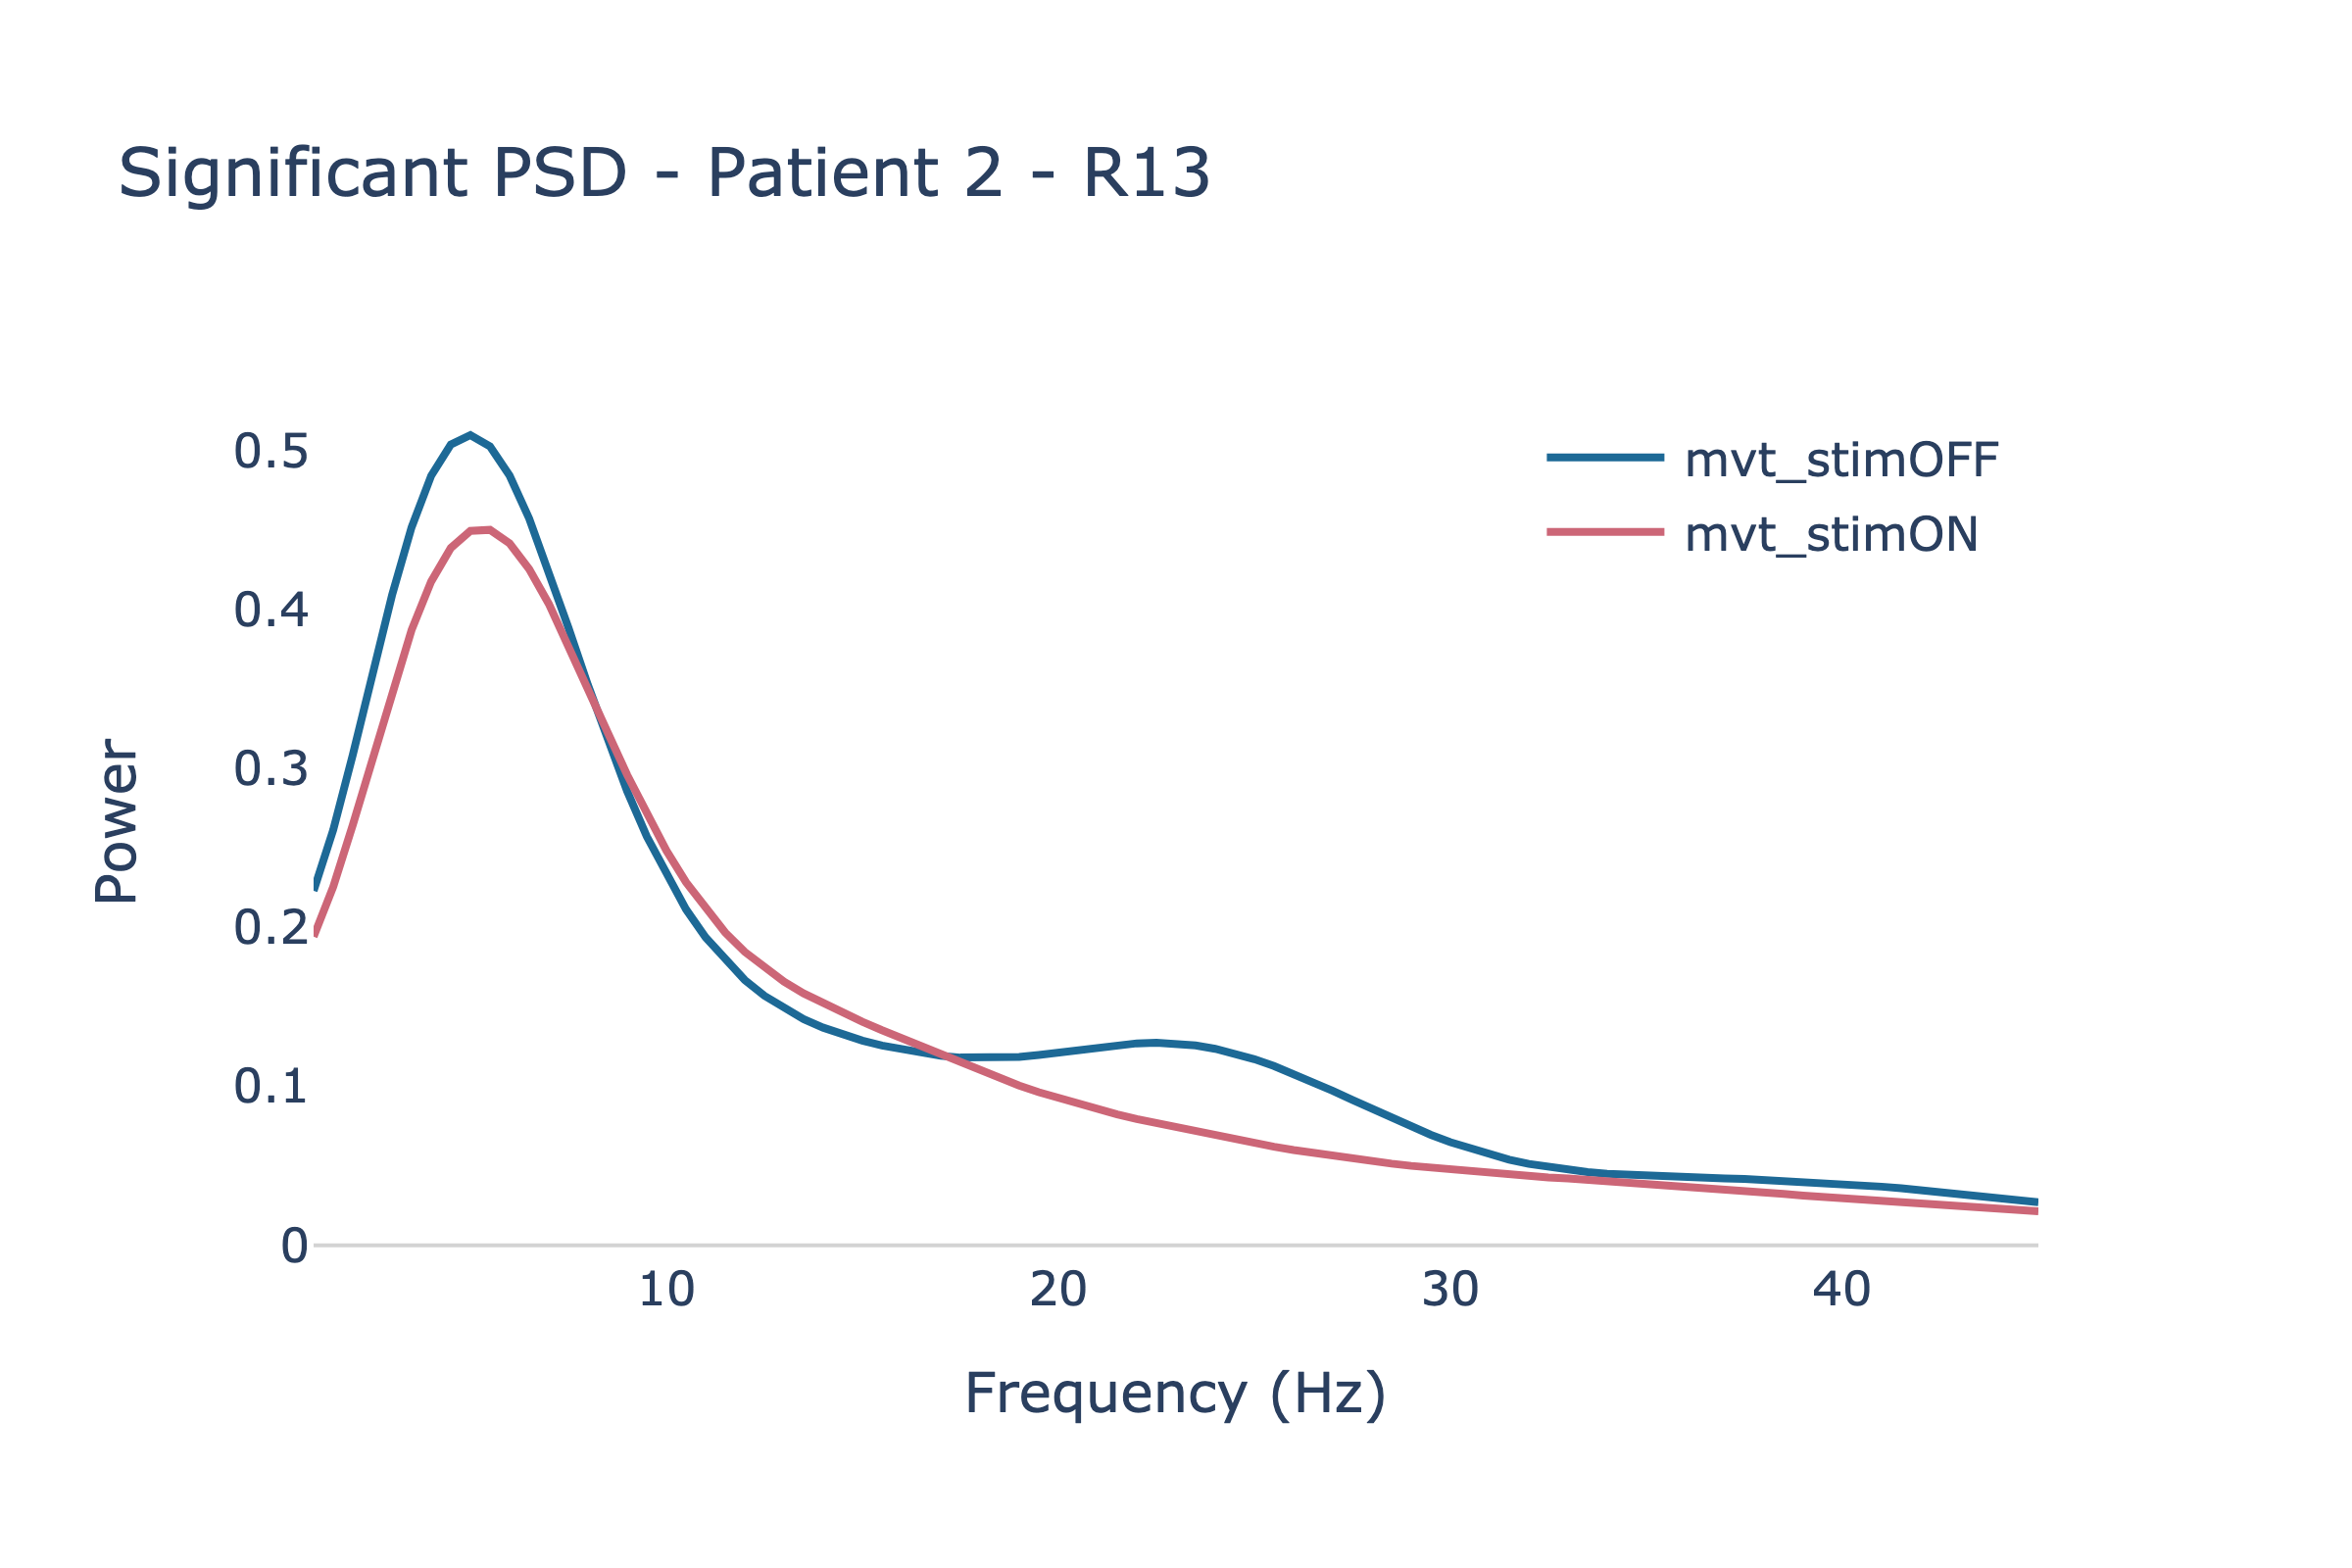 Significant PSD - Patient 2 - R13
mvt_stimOFF
mvt_stimON
0.5
0.4
0.3
0.2
0.1
0
Power
10 20 30 40
Frequency (Hz)